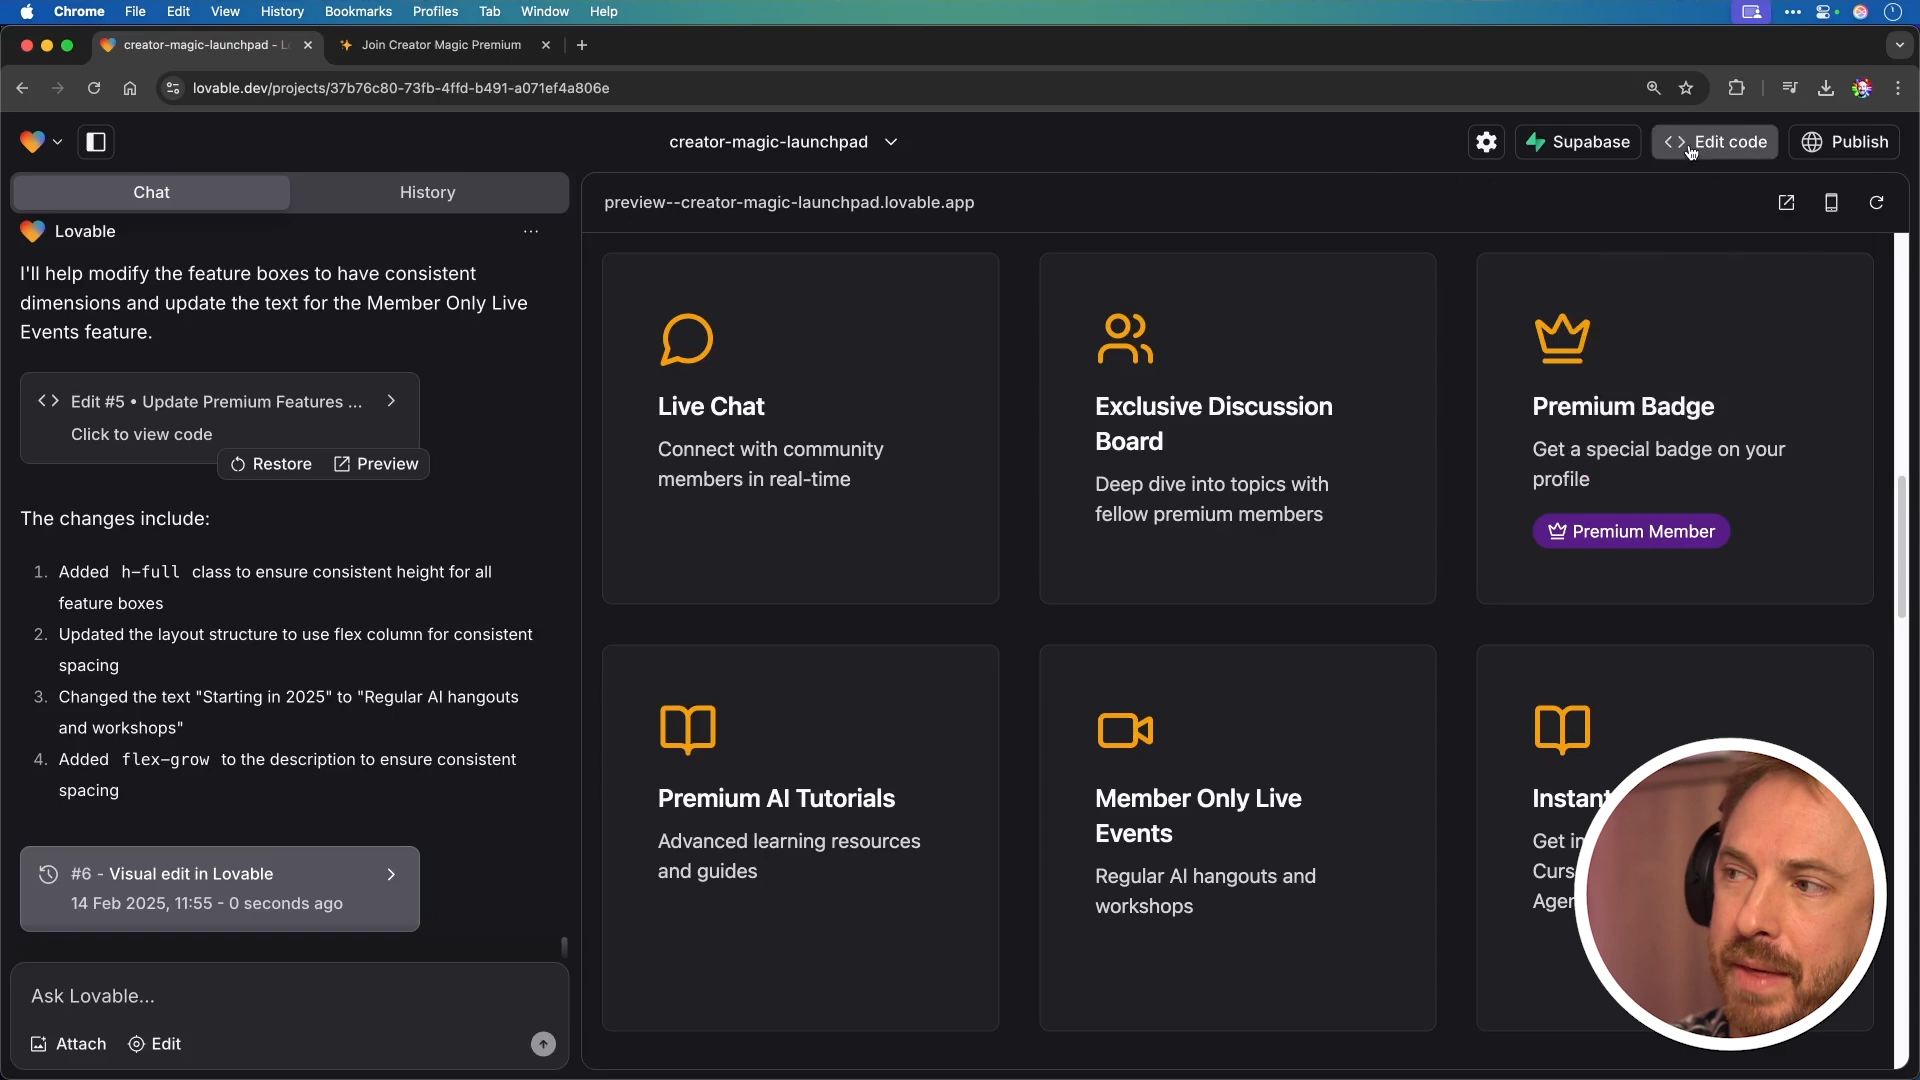 Chrome File Edit View History Bookmarks Profiles Tab Window Help
creator-magic-launchpad - L
Join Creator Magic Premium
lovable.dev/projects/37b76c80-73fb-4ffd-b491-a071ef4a806e
creator-magic-launchpad
Supabase
Edit code
Publish
Chat
History
preview--creator-magic-launchpad.lovable.app
Lovable
I'll help modify the feature boxes to have consistent
dimensions and update the text for the Member Only Live
Events feature.
Edit #5 • Update Premium Features ...
Click to view code
Restore
Preview
The changes include:
1. Added h-full class to ensure consistent height for all
feature boxes
2. Updated the layout structure to use flex column for consistent
spacing
3. Changed the text "Starting in 2025" to "Regular AI hangouts
and workshops"
4. Added flex-grow to the description to ensure consistent
spacing
#6 - Visual edit in Lovable
14 Feb 2025, 11:55 - 0 seconds ago
Ask Lovable...
Attach
Edit
Live Chat
Connect with community
members in real-time
Exclusive Discussion
Board
Deep dive into topics with
fellow premium members
Premium Badge
Get a special badge on your
profile
Premium Member
Premium AI Tutorials
Advanced learning resources
and guides
Member Only Live
Events
Regular AI hangouts and
workshops
Instant
Get in
Curs
Agen